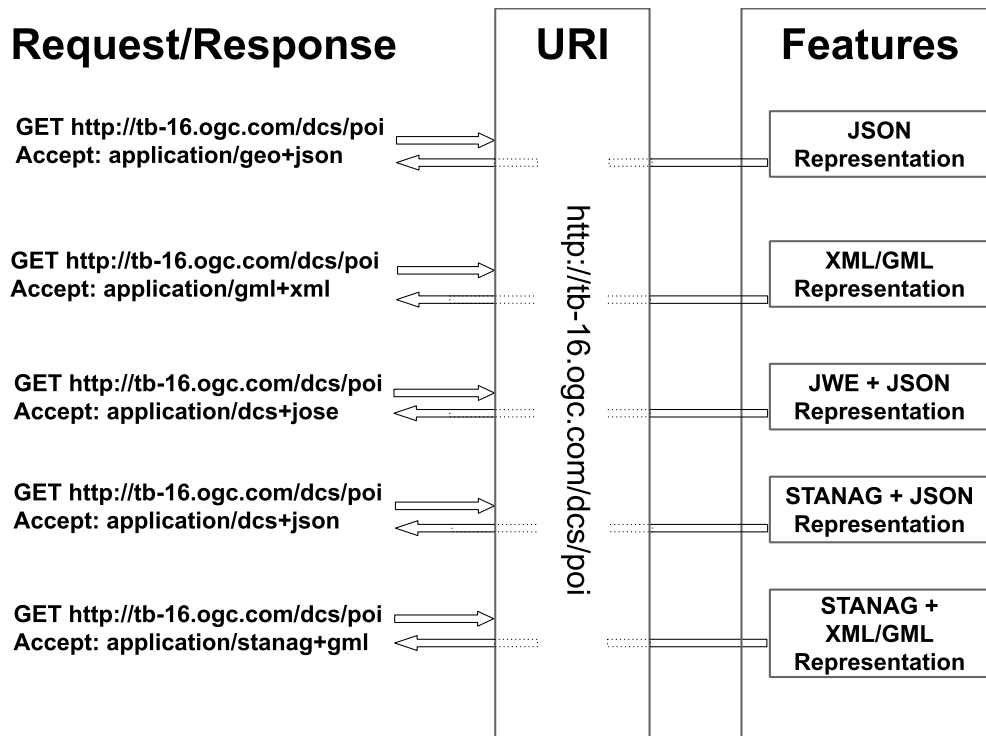 Request/Response
URI
Features
GET http://tb-16.ogc.com/dcs/poi
Accept: application/geo+json
JSON
Representation
GET http://tb-16.ogc.com/dcs/poi
Accept: application/gml+xml
XML/GML
Representation
http://tb-16.ogc.com/dcs/poi
GET http://tb-16.ogc.com/dcs/poi
Accept: application/dcs+jose
JWE + JSON
Representation
GET http://tb-16.ogc.com/dcs/poi
Accept: application/dcs+json
STANAG + JSON
Representation
GET http://tb-16.ogc.com/dcs/poi
Accept: application/stanag+gml
STANAG +
XML/GML
Representation